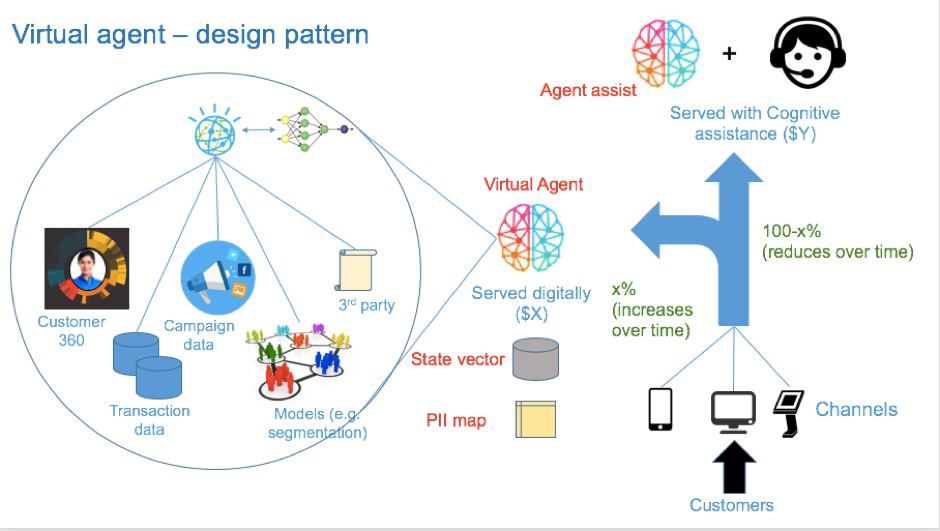 Virtual agent – design pattern
Agent assist
+
Served with Cognitive
assistance ($Y)
Virtual Agent
100-x%
(reduces over time)
Served digitally
($X)
x%
(increases
over time)
Customer
360
Campaign
data
3rd party
Transaction
data
Models (e.g.
segmentation)
State vector
PII map
Channels
Customers